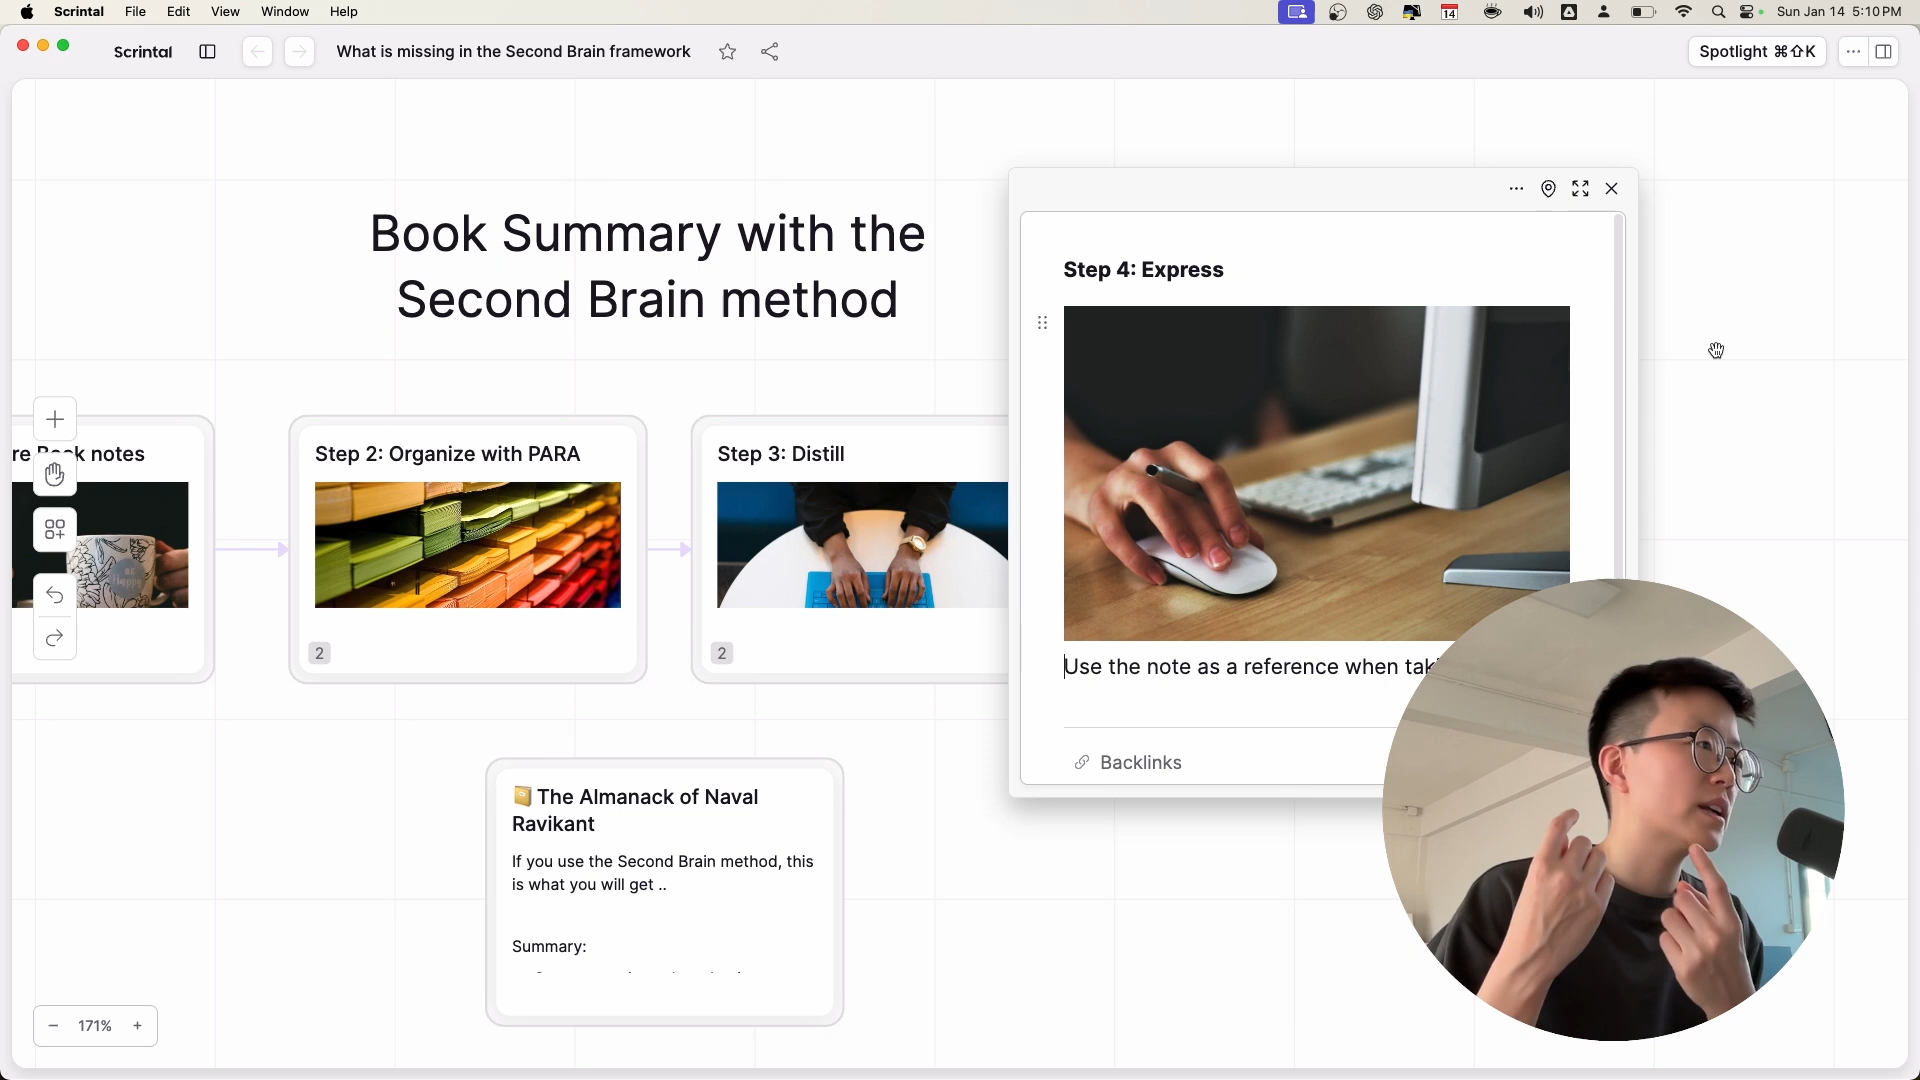 Scrintal File Edit View Window Help
14
Sun Jan 14 5:10 PM
Scrintal
What is missing in the Second Brain framework
Spotlight ⌘⇧K
Book Summary with the
Second Brain method
Step 4: Express
Use the note as a reference when
Backlinks
Book notes
Step 2: Organize with PARA
2
Step 3: Distill
2
The Almanack of Naval
Ravikant
If you use the Second Brain method, this
is what you will get ..
Summary:
171%